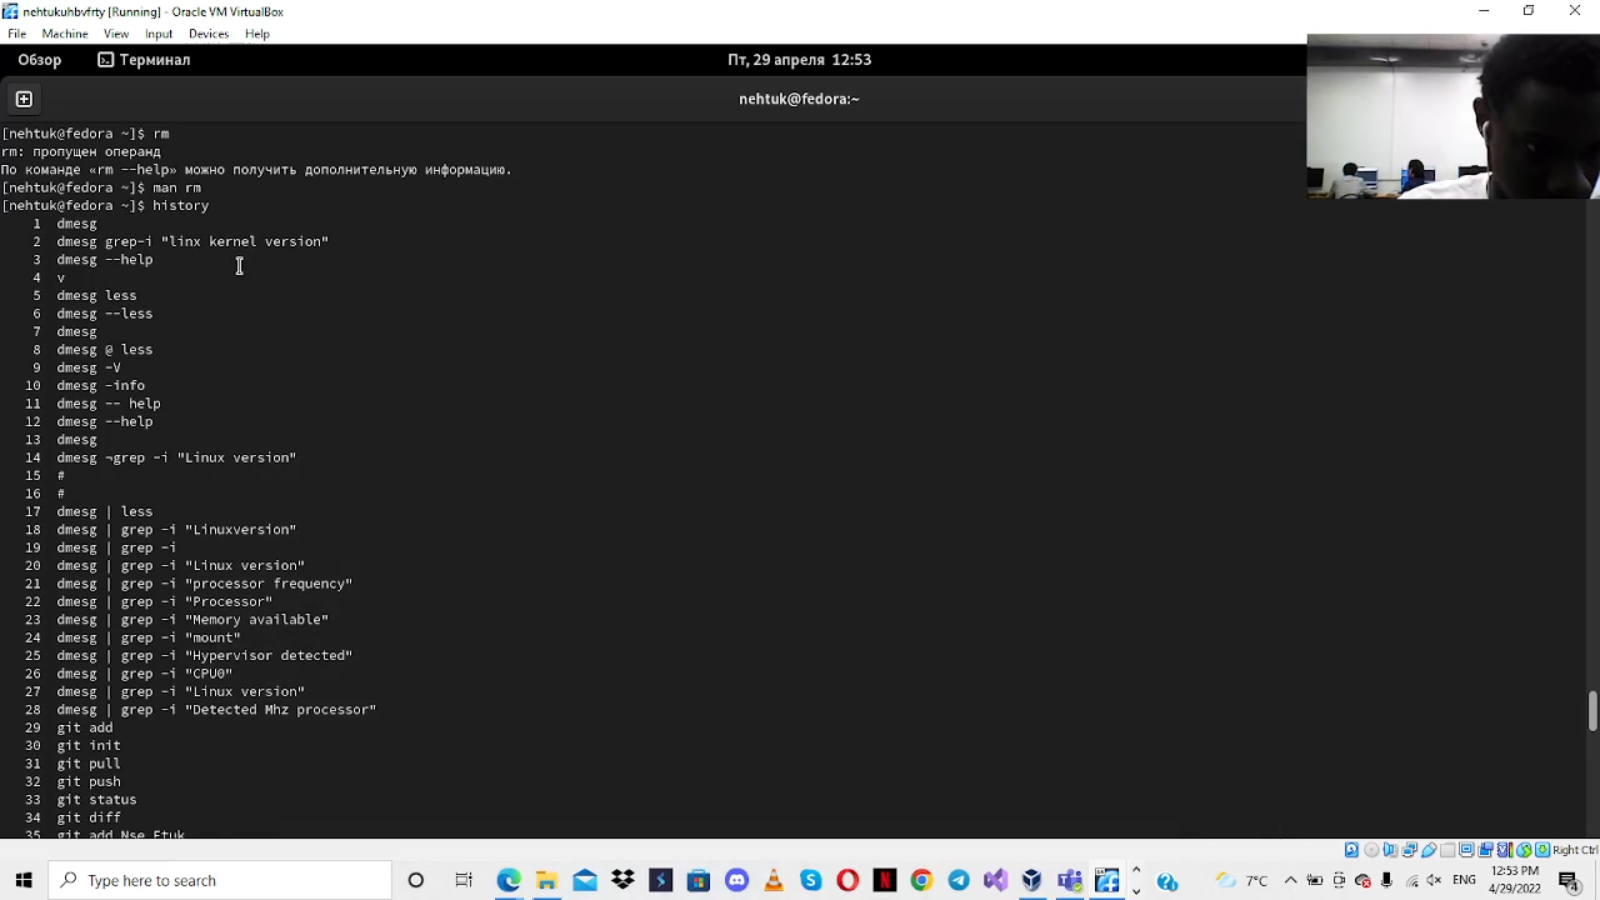 nehtukuhbvfrty [Running] - Oracle VM VirtualBox
File Machine View Input Devices Help
Обзор Терминал Пт, 29 апреля 12:53
nehtuk@fedora:~
[nehtuk@fedora ~]$ rm
rm: пропущен операнд
По команде «rm --help» можно получить дополнительную информацию.
[nehtuk@fedora ~]$ man rm
[nehtuk@fedora ~]$ history
1 dmesg
2 dmesg grep-i "linx kernel version"
3 dmesg --help
4 v
5 dmesg less
6 dmesg --less
7 dmesg
8 dmesg @ less
9 dmesg -V
10 dmesg -info
11 dmesg -- help
12 dmesg --help
13 dmesg
14 dmesg ¬grep -i "Linux version"
15 #
16 #
17 dmesg | less
18 dmesg | grep -i "Linuxversion"
19 dmesg | grep -i
20 dmesg | grep -i "Linux version"
21 dmesg | grep -i "processor frequency"
22 dmesg | grep -i "Processor"
23 dmesg | grep -i "Memory available"
24 dmesg | grep -i "mount"
25 dmesg | grep -i "Hypervisor detected"
26 dmesg | grep -i "CPU0"
27 dmesg | grep -i "Linux version"
28 dmesg | grep -i "Detected Mhz processor"
29 git add
30 git init
31 git pull
32 git push
33 git status
34 git diff
35 git add Nse Etuk
Right Ctrl
Type here to search
7°C ENG 12:53 PM
4/29/2022
4